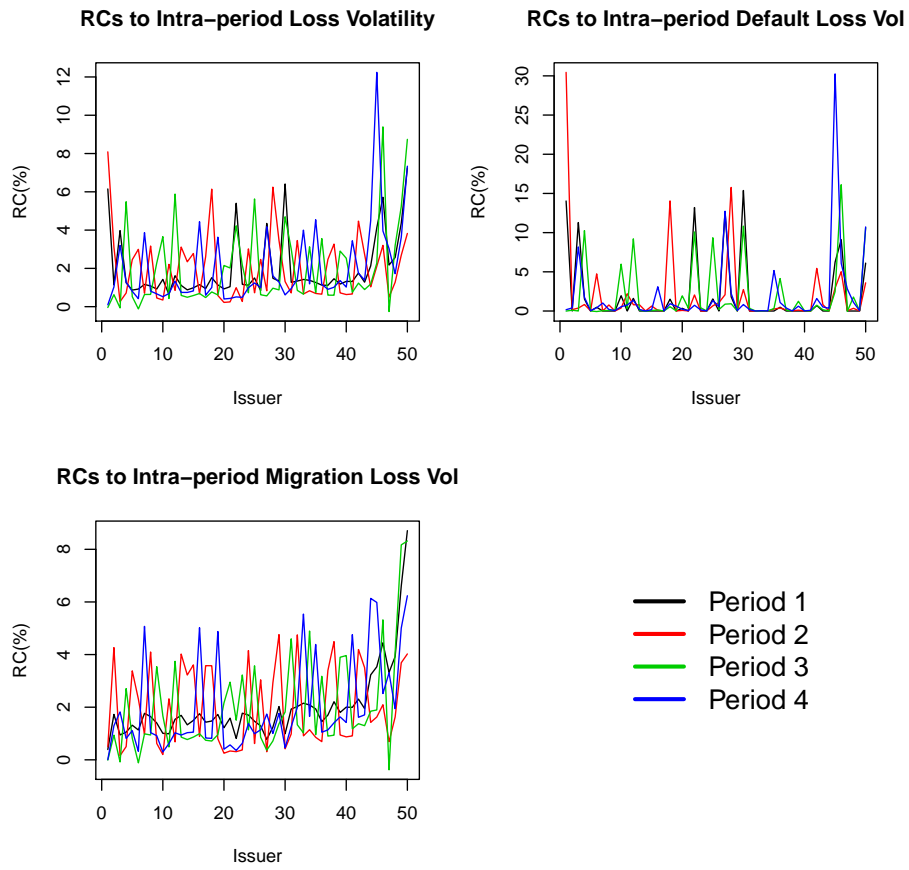 RCs to Intra−period Loss Volatility
RC(%)
0 2 4 6 8 10 12
0 10 20 30 40 50
Issuer
RCs to Intra−period Default Loss Vol
RC(%)
0 5 10 15 20 25 30
0 10 20 30 40 50
Issuer
RCs to Intra−period Migration Loss Vol
RC(%)
0 2 4 6 8
0 10 20 30 40 50
Issuer
Period 1
Period 2
Period 3
Period 4